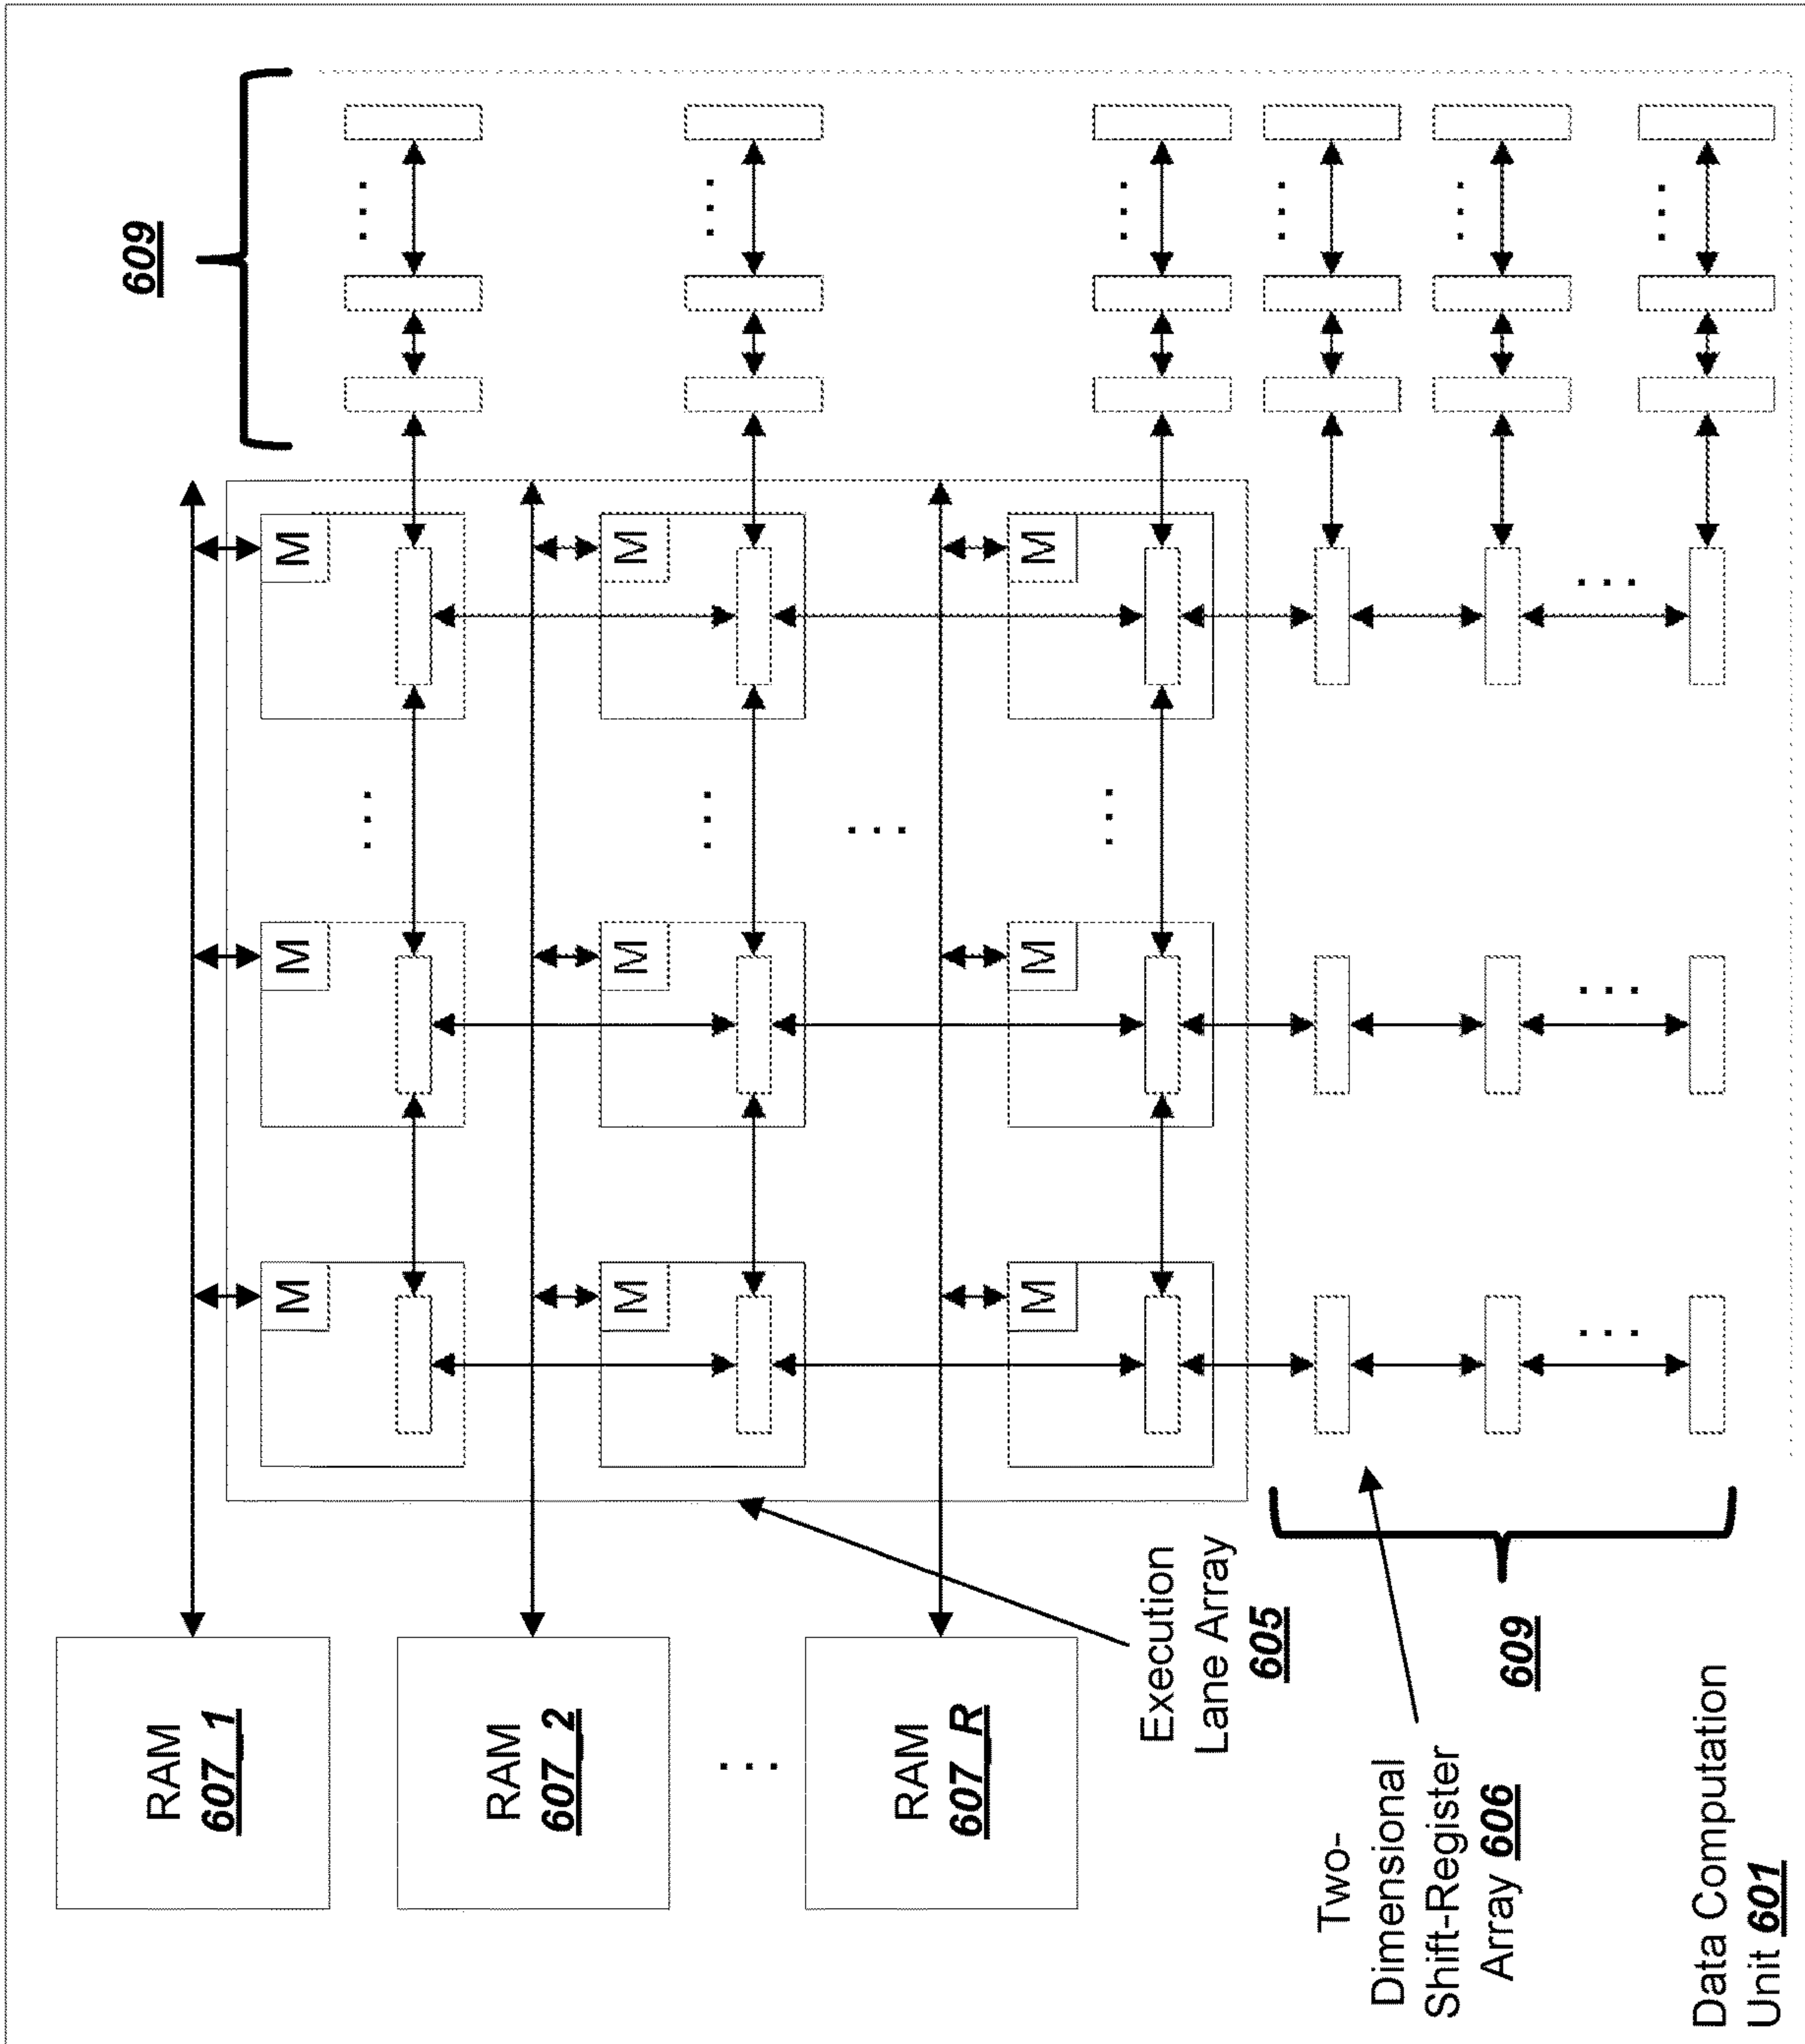 609
RAM
607_1
M
M
M
RAM
607_2
M
M
M
RAM
607_R
M
M
M
Execution
Lane Array
605
Two-
Dimensional
Shift-Register
Array 606
609
Data Computation
Unit 601